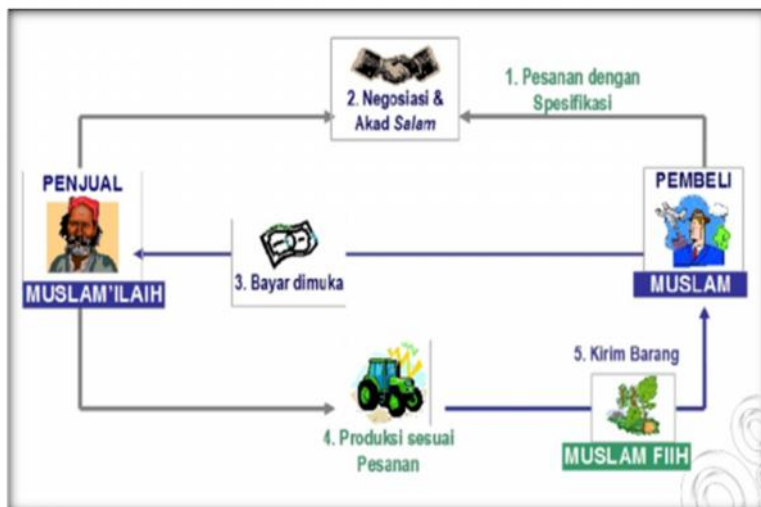 2. Negosiasi &
Akad Salam
1. Pesanan dengan
Spesifikasi
PENJUAL
MUSLAM'ILAIH
PEMBELI
MUSLAM
3. Bayar dimuka
4. Produksi sesuai
Pesanan
5. Kirim Barang
MUSLAM FIIH